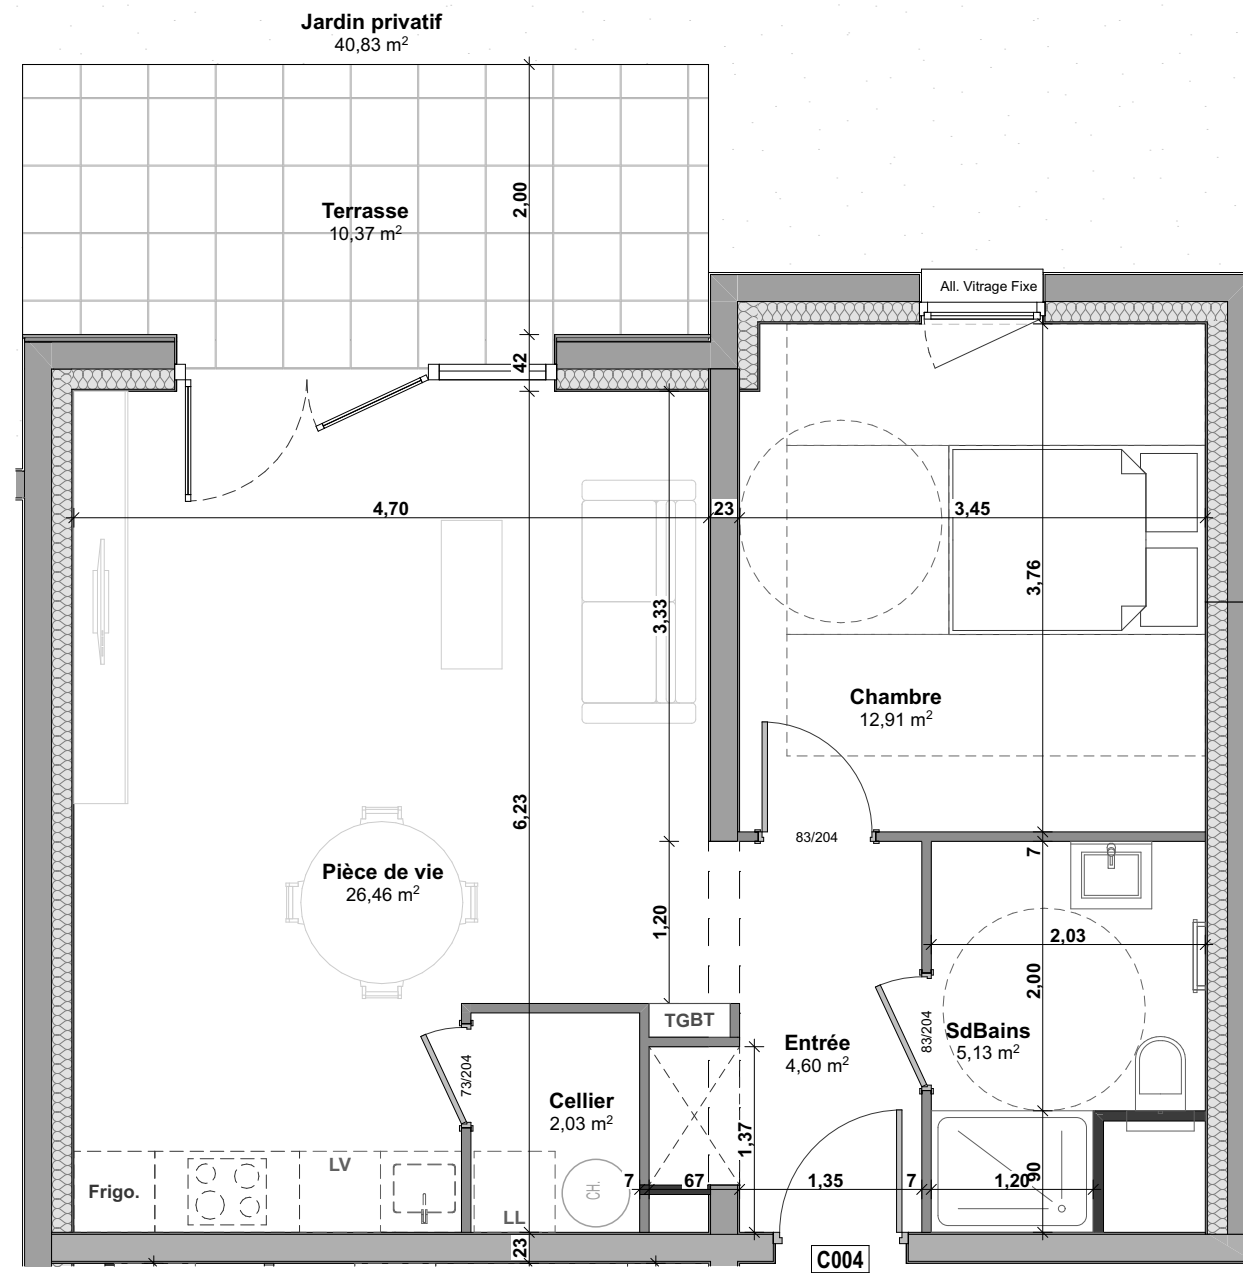 Jardin privatif
40,83 m²
Terrasse
10,37 m²
2,00
All. Vitrage Fixe
42
4,70
23
3,45
3,76
3,33
Chambre
12,91 m²
6,23
83/204
7
Pièce de vie
26,46 m²
1,20
2,03
2,00
TGBT
Entrée
4,60 m²
83/204
SdBains
5,13 m²
73/204
Cellier
2,03 m²
1,37
LV
Frigo.
CH.
7
67
1,35
7
1,20
90
LL
23
C004